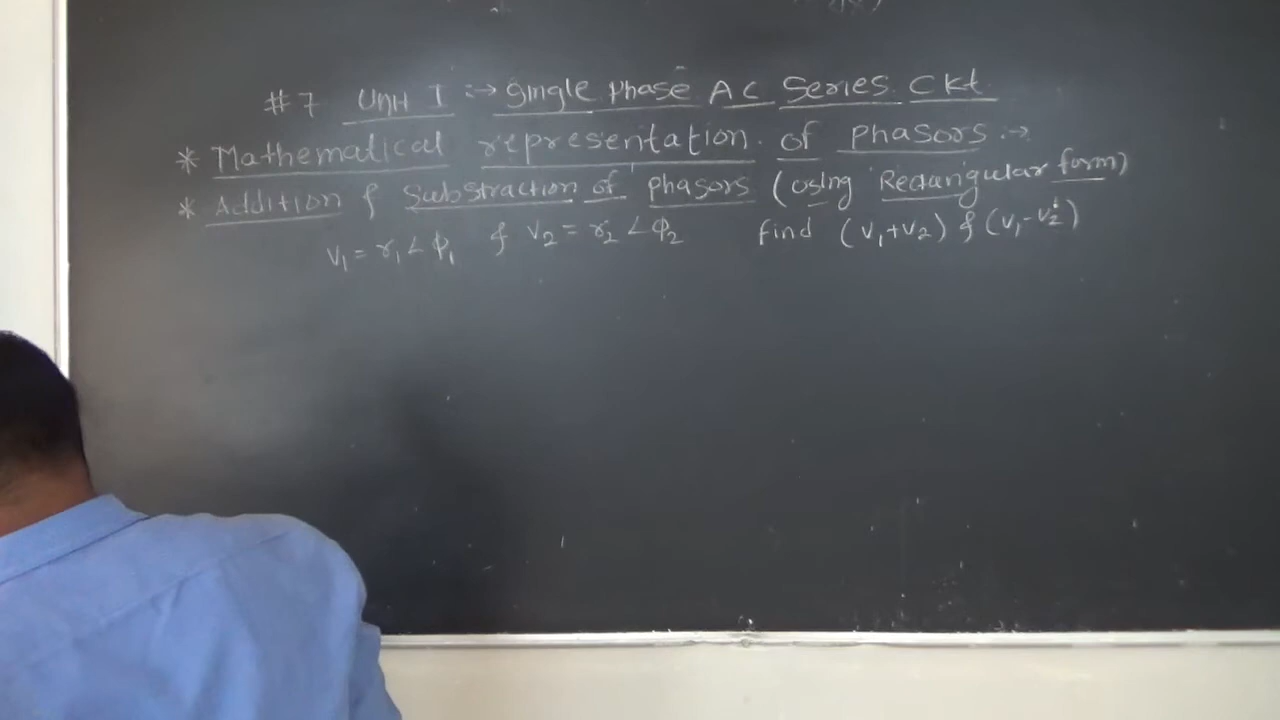 #7 Unit I :→ Single Phase AC Series Ckt
* Mathematical representation of phasors :→
* Addition & Substraction of phasors (Using Rectangular form)
V₁ = r₁∠φ₁ & V₂ = r₂∠φ₂ find (V₁+V₂) & (V₁-V₂)